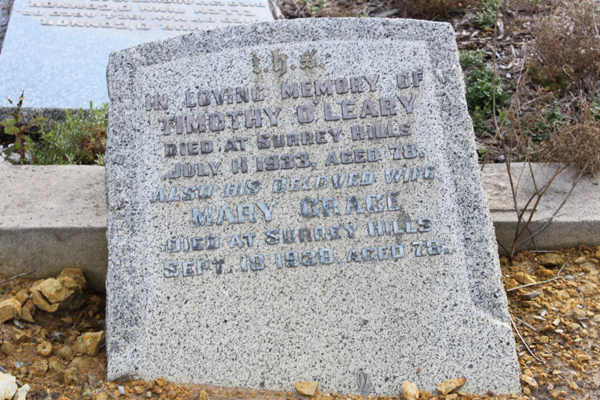 I.H.S.
IN LOVING MEMORY OF
TIMOTHY O'LEARY
DIED AT SURREY HILLS
JULY 11 1933, AGED 78.
ALSO HIS BELOVED WIFE
MARY GRACE
DIED AT SURREY HILLS
SEPT. 18 1938, AGED 78.